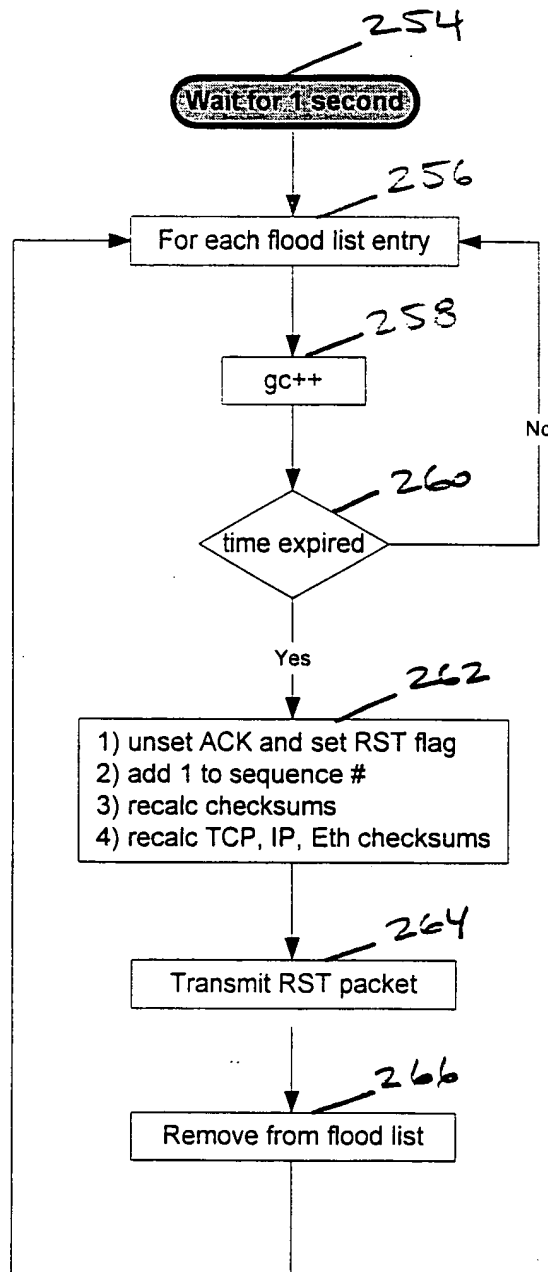 254
Wait for 1 second
256
For each flood list entry
258
gc++
No
260
time expired
Yes
262
1) unset ACK and set RST flag
2) add 1 to sequence #
3) recalc checksums
4) recalc TCP, IP, Eth checksums
264
Transmit RST packet
266
Remove from flood list